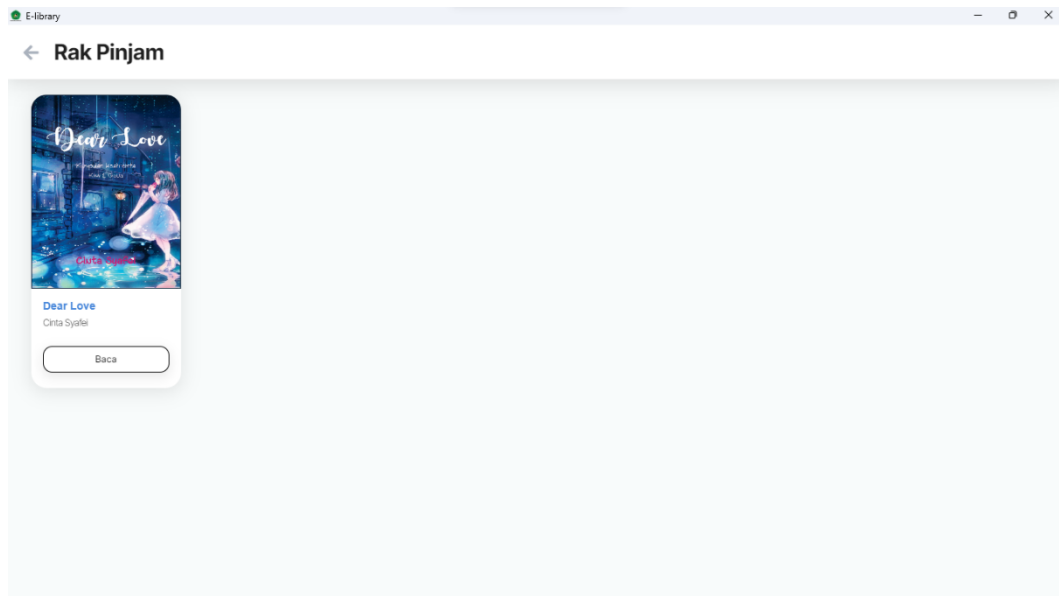 E-library
Rak Pinjam
Dear Love
Cinta Syafei
Dear Love
Cinta Syafei
Baca